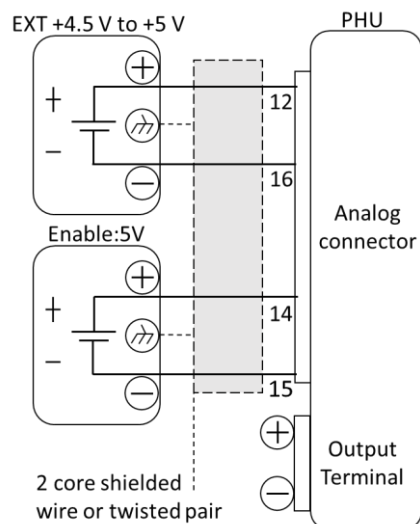 EXT +4.5 V to +5 V
PHU
+
+
12
−
16
−
Analog
connector
Enable:5V
+
+
14
−
15
−
+
Output
Terminal
−
2 core shielded
wire or twisted pair